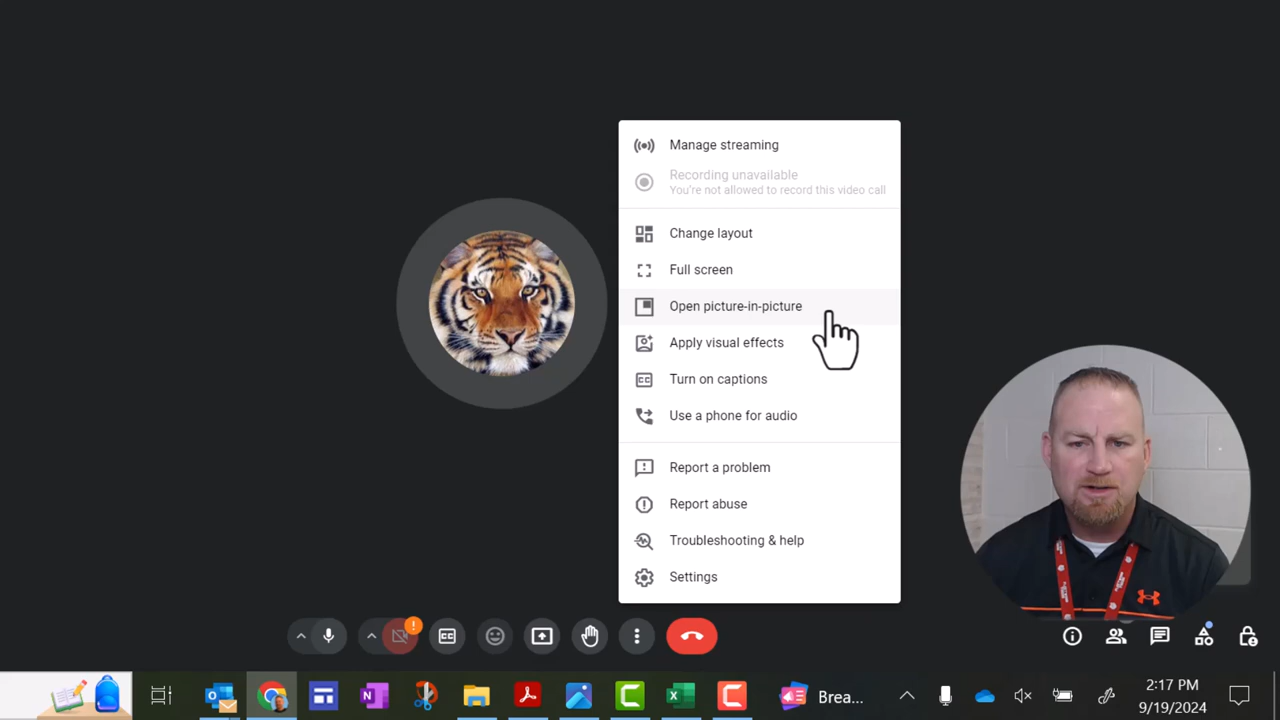 Manage streaming
Recording unavailable
You're not allowed to record this video call
Change layout
Full screen
Open picture-in-picture
Apply visual effects
Turn on captions
CC
Use a phone for audio
Report a problem
Report abuse
Troubleshooting & help
Settings
!
CC
Brea...
2:17 PM
9/19/2024